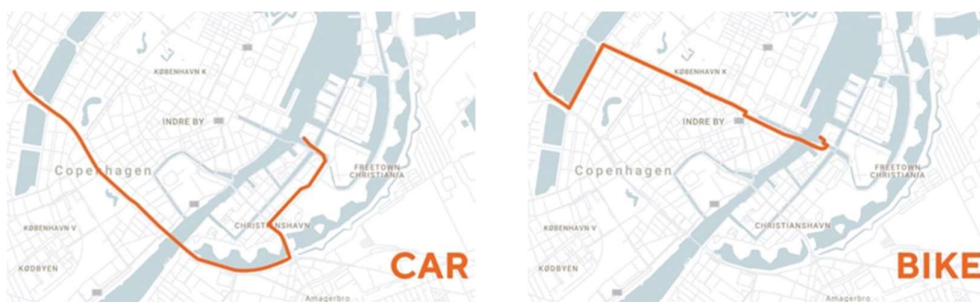 KØBENHAVN K
INDRE BY
Copenhagen
FREETOWN
CHRISTIANIA
KØBENHAVN V
CHRISTIANSHAVN
KØDBYEN
CAR
Amagerbro
KØBENHAVN K
INDRE BY
Copenhagen
FREETOWN
CHRISTIANIA
KØBENHAVN V
CHRISTIANSHAVN
KØDBYEN
BIKE
Amagerbro